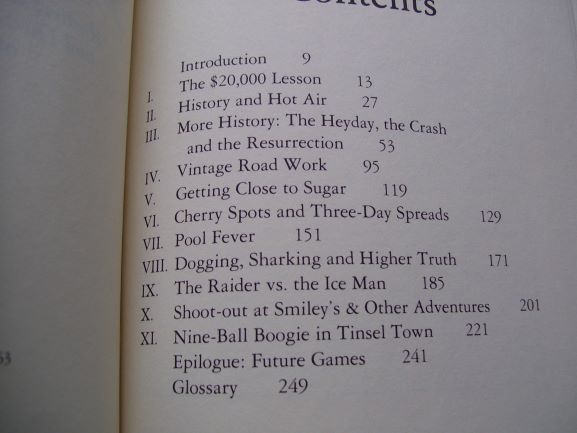 Contents
Introduction 9
I. The $20,000 Lesson 13
II. History and Hot Air 27
III. More History: The Heyday, the Crash
and the Resurrection 53
IV. Vintage Road Work 95
V. Getting Close to Sugar 119
VI. Cherry Spots and Three-Day Spreads 129
VII. Pool Fever 151
VIII. Dogging, Sharking and Higher Truth 171
IX. The Raider vs. the Ice Man 185
X. Shoot-out at Smiley's & Other Adventures 201
XI. Nine-Ball Boogie in Tinsel Town 221
Epilogue: Future Games 241
Glossary 249